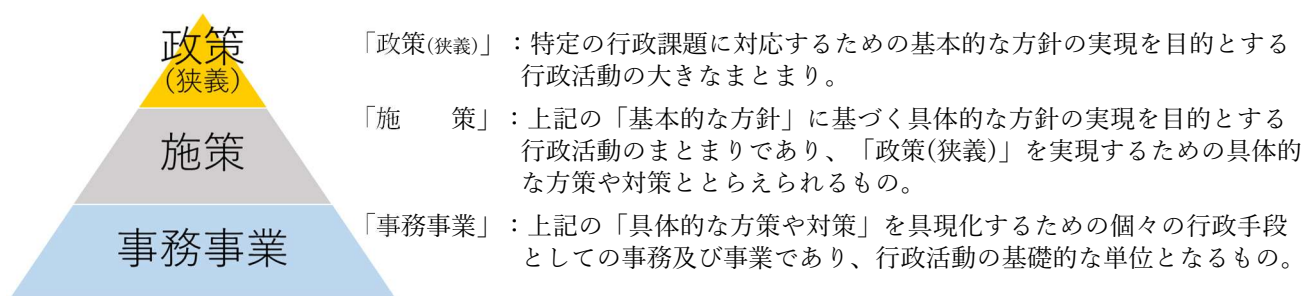 政策
(狭義)
施策
事務事業
「政策(狭義)」：特定の行政課題に対応するための基本的な方針の実現を目的とする
行政活動の大きなまとまり。
「施　　策」：上記の「基本的な方針」に基づく具体的な方針の実現を目的とする
行政活動のまとまりであり、「政策(狭義)」を実現するための具体的
な方策や対策ととらえられるもの。
「事務事業」：上記の「具体的な方策や対策」を具現化するための個々の行政手段
としての事務及び事業であり、行政活動の基礎的な単位となるもの。